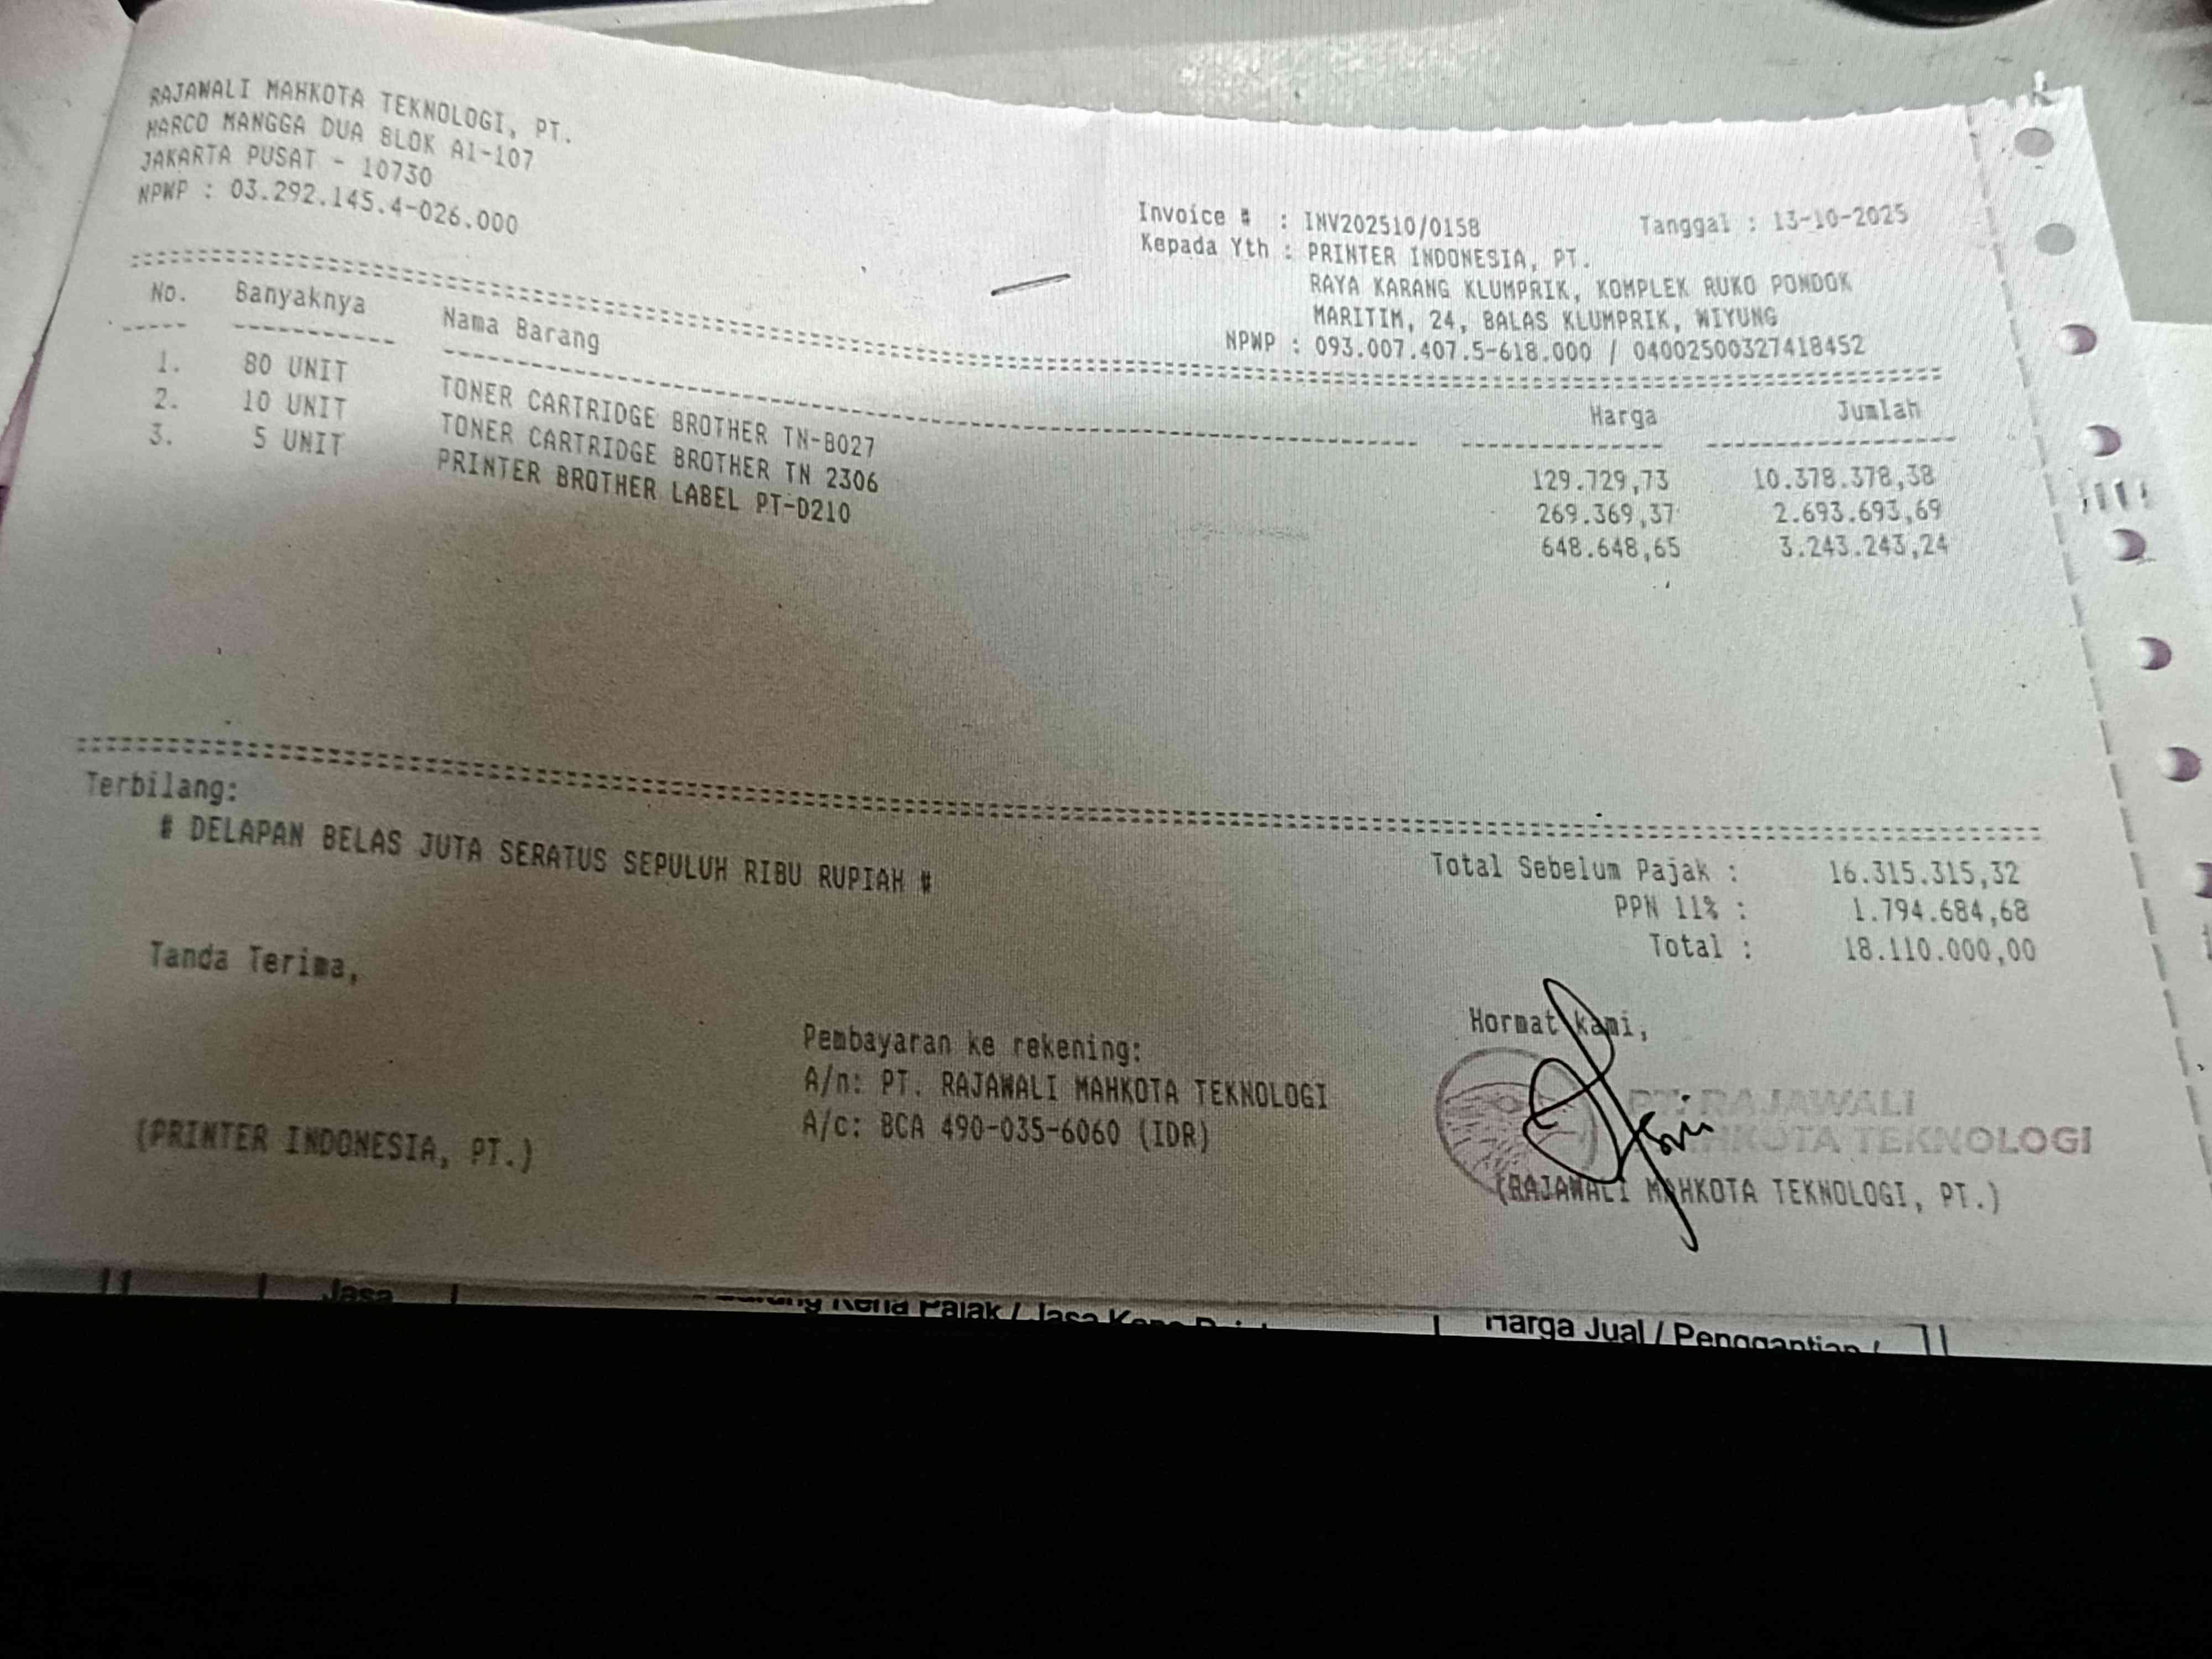 RAJAWALI MAHKOTA TEKNOLOGI, PT.
MARCO MANGGA DUA BLOK A1-107
JAKARTA PUSAT - 10730
NPWP : 03.292.145.4-026.000
Invoice # : INV202510/0158 Tanggal : 13-10-2025
Kepada Yth : PRINTER INDONESIA, PT.
RAYA KARANG KLUMPRIK, KOMPLEK RUKO PONDOK
MARITIM, 24, BALAS KLUMPRIK, WIYUNG
NPWP : 093.007.407.5-618.000 / 04002500327418452
No. Banyaknya Nama Barang Harga Jumlah
1. 80 UNIT TONER CARTRIDGE BROTHER TN-B027 129.729,73 10.378.378,38
2. 10 UNIT TONER CARTRIDGE BROTHER TN 2306 269.369,37 2.693.693,69
3. 5 UNIT PRINTER BROTHER LABEL PT-D210 648.648,65 3.243.243,24
Terbilang:
# DELAPAN BELAS JUTA SERATUS SEPULUH RIBU RUPIAH #
Total Sebelum Pajak : 16.315.315,32
PPN 11% : 1.794.684,68
Total : 18.110.000,00
Tanda Terima,
(PRINTER INDONESIA, PT.)
Pembayaran ke rekening:
A/n: PT. RAJAWALI MAHKOTA TEKNOLOGI
A/c: BCA 490-035-6060 (IDR)
Hormat kami,
PT. RAJAWALI
MAHKOTA TEKNOLOGI
(RAJAWALI MAHKOTA TEKNOLOGI, PT.)
Jasa
Kena Pajak / Jasa
Harga Jual / Penggantian /